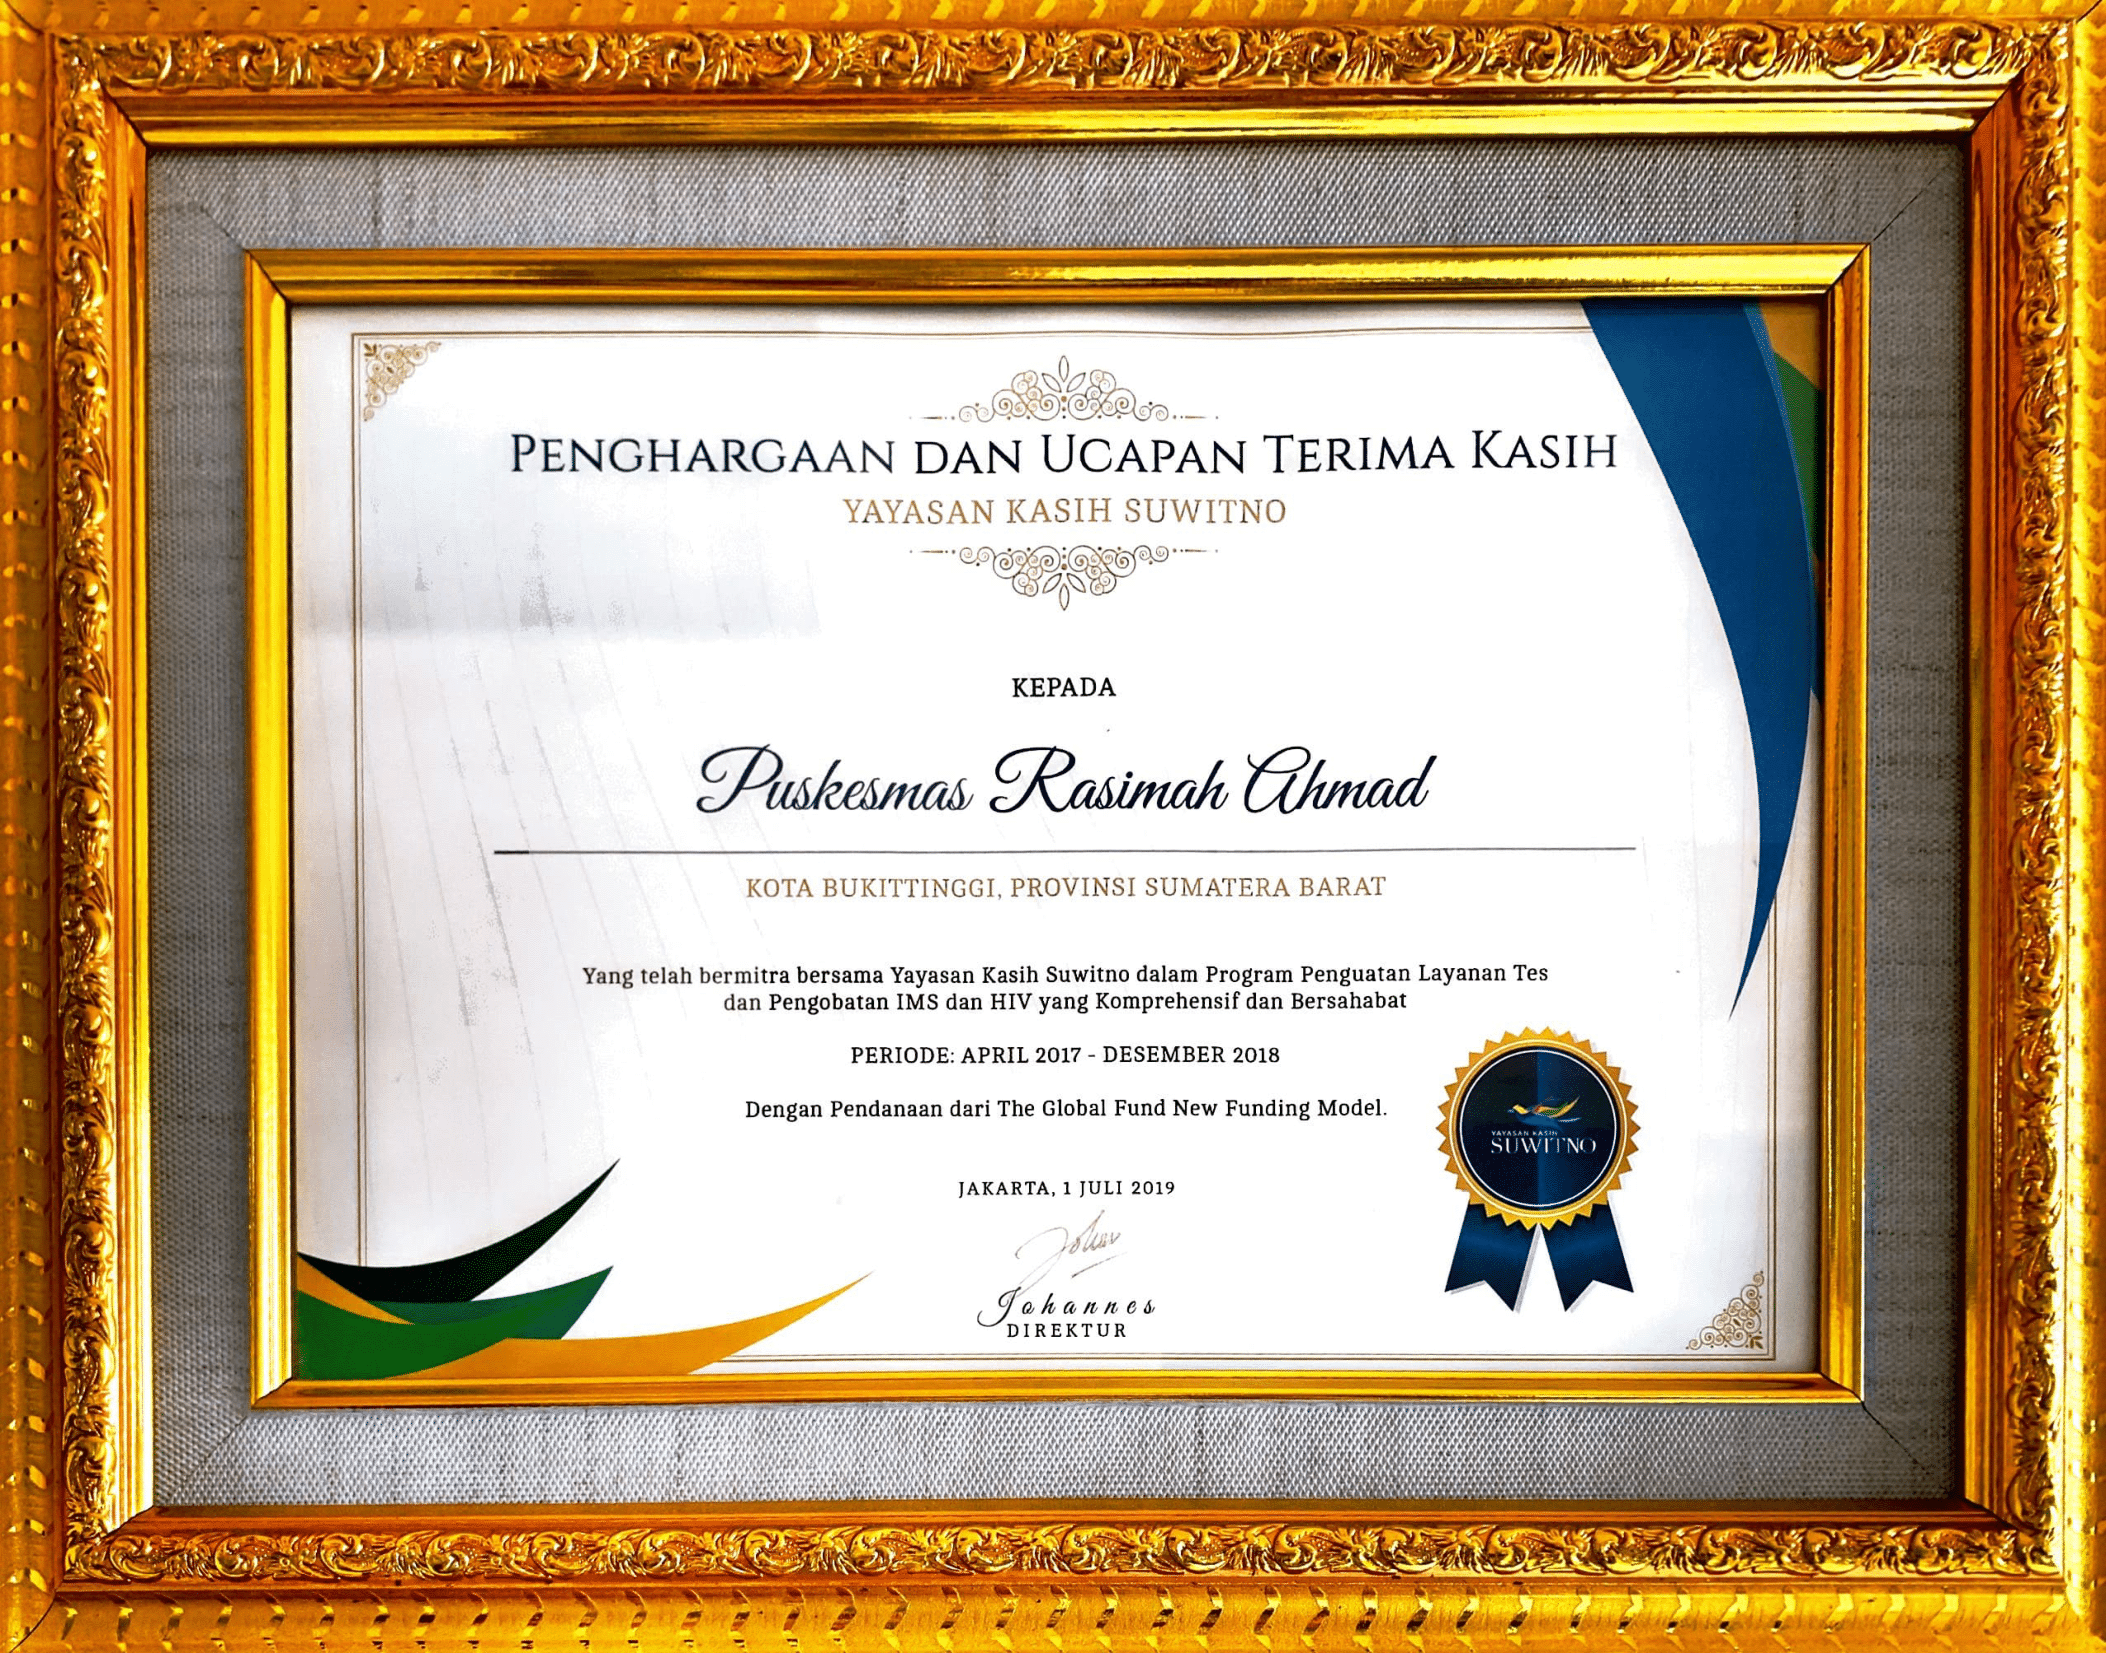 PENGHARGAAN DAN UCAPAN TERIMA KASIH
YAYASAN KASIH SUWITNO
KEPADA
Puskesmas Rasimah Ahmad
KOTA BUKITTINGGI, PROVINSI SUMATERA BARAT
Yang telah bermitra bersama Yayasan Kasih Suwitno dalam Program Penguatan Layanan Tes
dan Pengobatan IMS dan HIV yang Komprehensif dan Bersahabat
PERIODE: APRIL 2017 - DESEMBER 2018
Dengan Pendanaan dari The Global Fund New Funding Model.
YAYASAN KASIH
SUWITNO
JAKARTA, 1 JULI 2019
Johannes
DIREKTUR